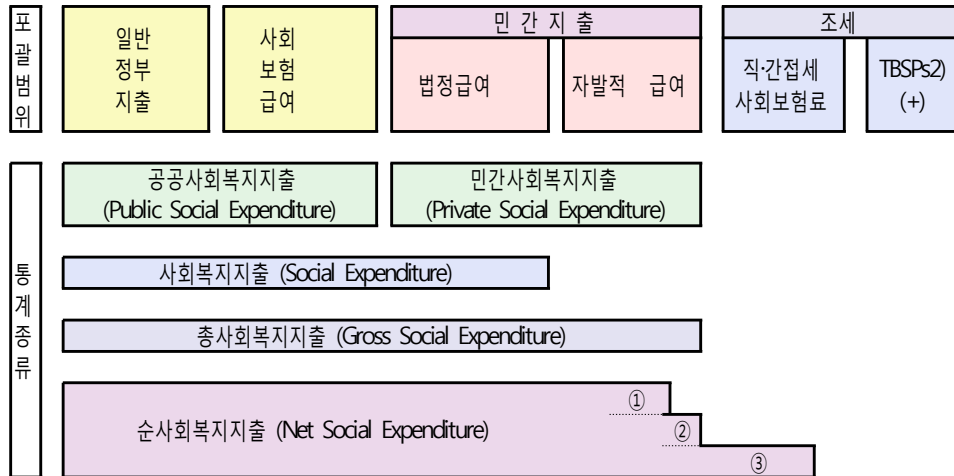 포괄범위
일반
정부
지출
사회
보험
급여
민 간 지 출
법정급여
자발적 급여
조세
직·간접세
사회보험료
TBSPs2)
(+)
통계종류
공공사회복지지출
(Public Social Expenditure)
민간사회복지지출
(Private Social Expenditure)
사회복지지출 (Social Expenditure)
총사회복지지출 (Gross Social Expenditure)
①
순사회복지지출 (Net Social Expenditure)
②
③